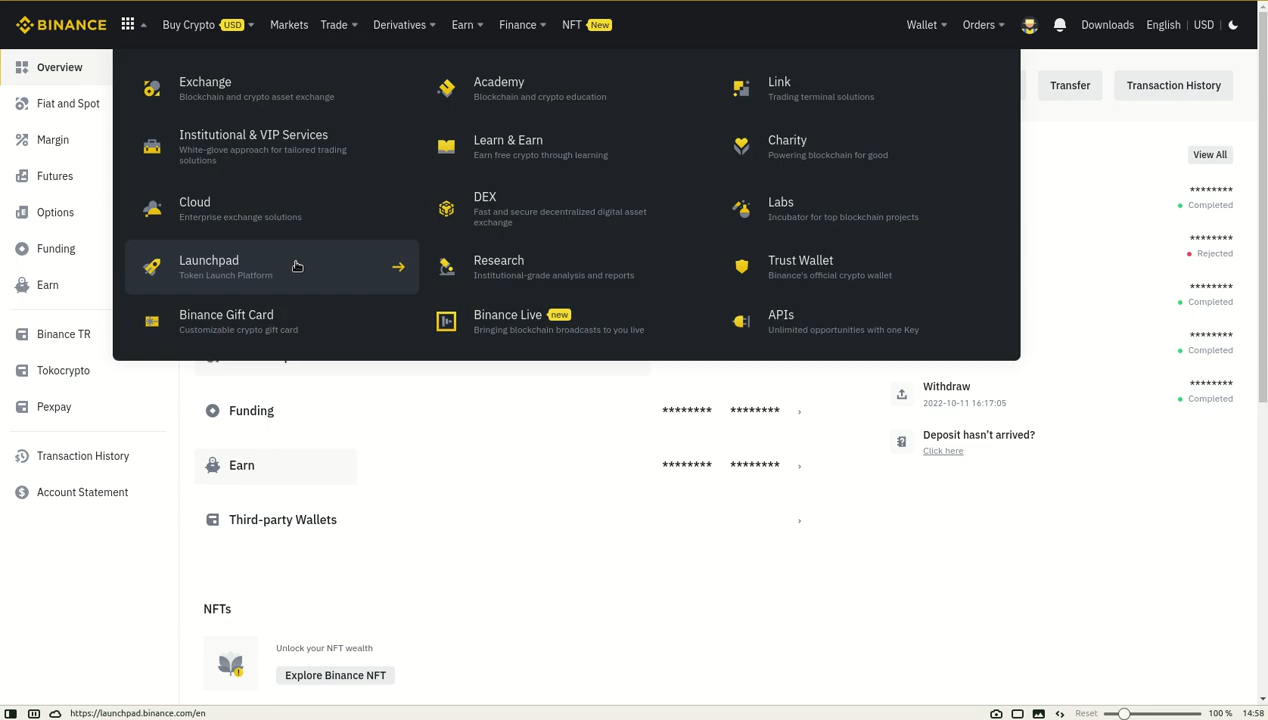 BINANCE
Buy Crypto USD Markets Trade Derivatives Earn Finance NFT New Wallet Orders Downloads English USD
Overview
Fiat and Spot
Margin
Futures
Options
Funding
Earn
Binance TR
Tokocrypto
Pexpay
Transaction History
Account Statement
Exchange
Blockchain and crypto asset exchange
Institutional & VIP Services
White-glove approach for tailored trading
solutions
Cloud
Enterprise exchange solutions
Launchpad
Token Launch Platform
Binance Gift Card
Customizable crypto gift card
Academy
Blockchain and crypto education
Learn & Earn
Earn free crypto through learning
DEX
Fast and secure decentralized digital asset
exchange
Research
Institutional-grade analysis and reports
Binance Live new
Bringing blockchain broadcasts to you live
Link
Trading terminal solutions
Charity
Powering blockchain for good
Labs
Incubator for top blockchain projects
Trust Wallet
Binance's official crypto wallet
APIs
Unlimited opportunities with one Key
Transfer
Transaction History
View All
********
Completed
********
Rejected
********
Completed
********
Completed
Withdraw
2022-10-11 16:17:05
********
Completed
Deposit hasn't arrived?
Click here
Funding ******** ********
Earn ******** ********
Third-party Wallets
NFTs
Unlock your NFT wealth
Explore Binance NFT
https://launchpad.binance.com/en
Reset 100 % 14:58